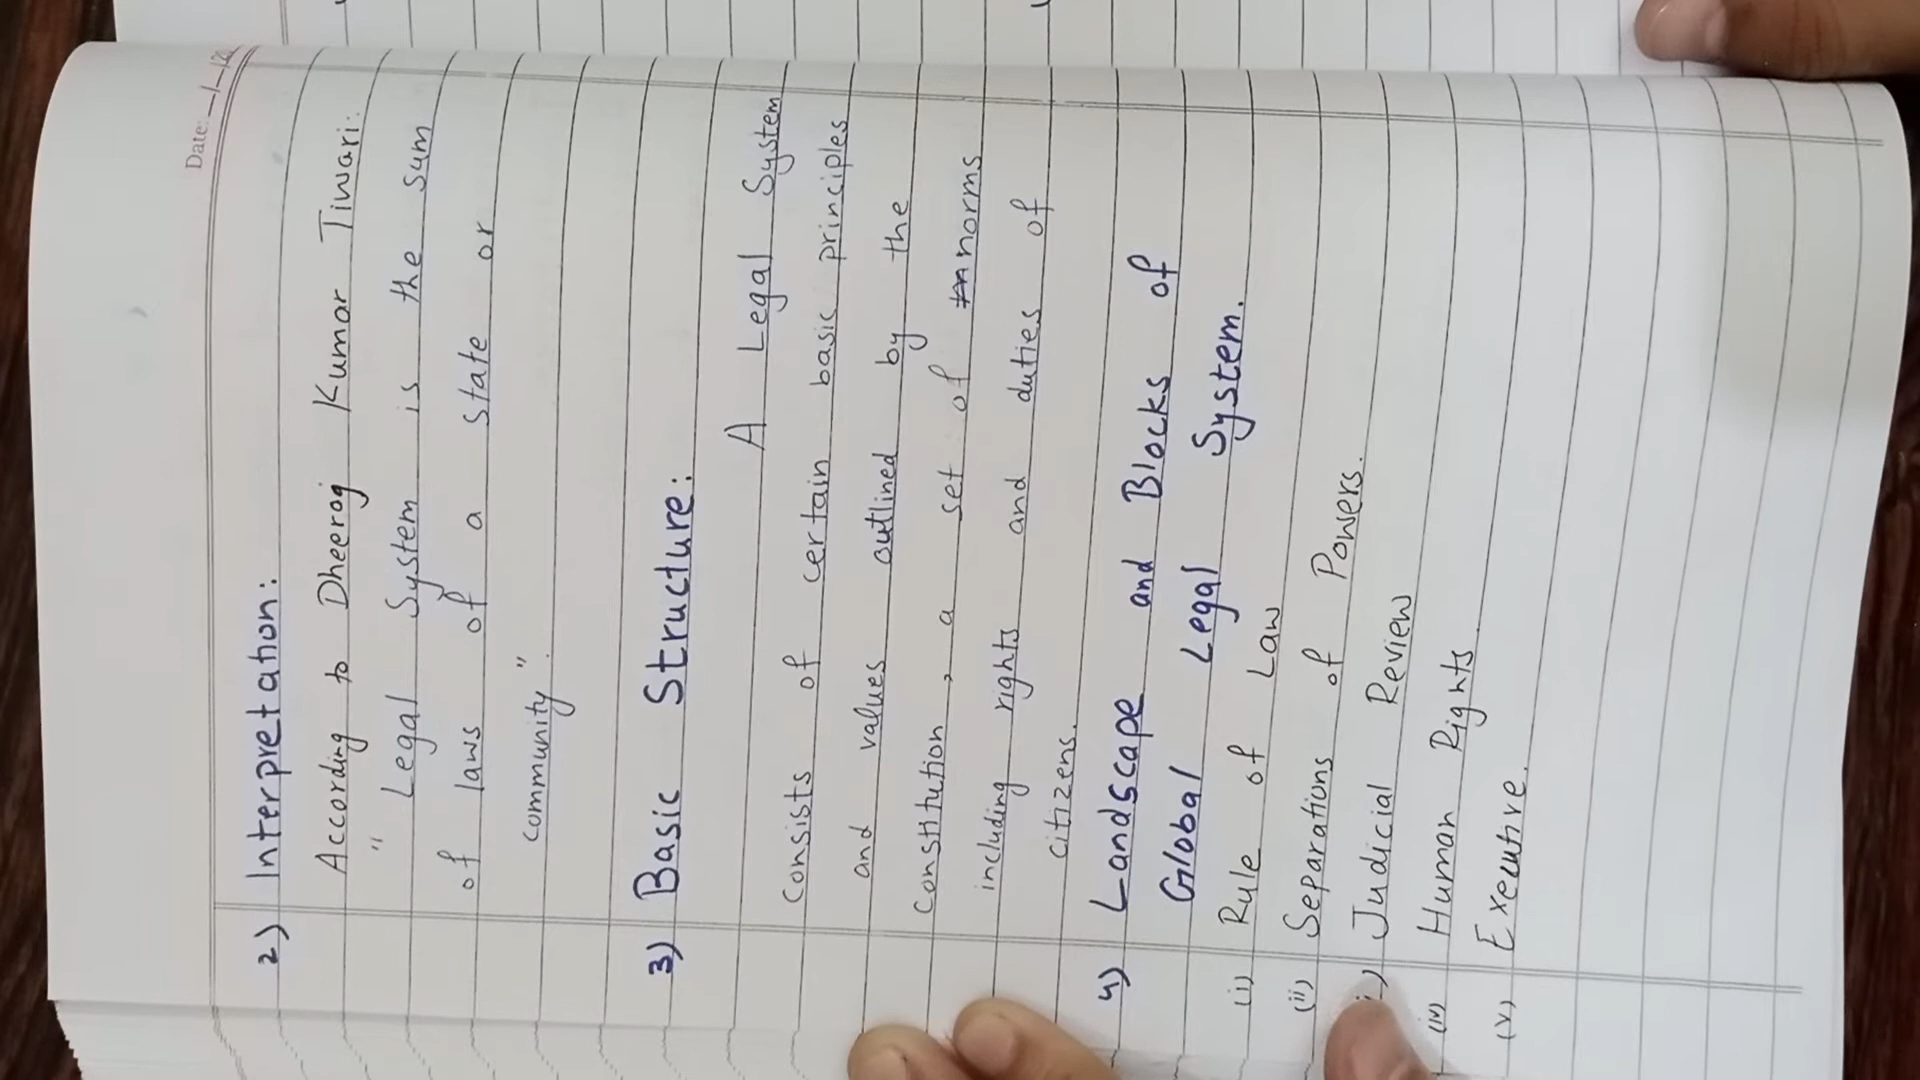 Date: _/_/20
2) Interpretation:
According to Dheeraj Kumar Tiwari:
" Legal System is the sum
of laws of a state or
community".
3) Basic Structure:
A Legal System
consists of certain basic principles
and values outlined by the
constitution, a set of norms
including rights and duties of
citizens.
4) Landscape and Blocks of
Global Legal System.
(i) Rule of Law
(ii) Separations of Powers.
i) Judicial Review
(iv) Human Rights
(v) Executive.